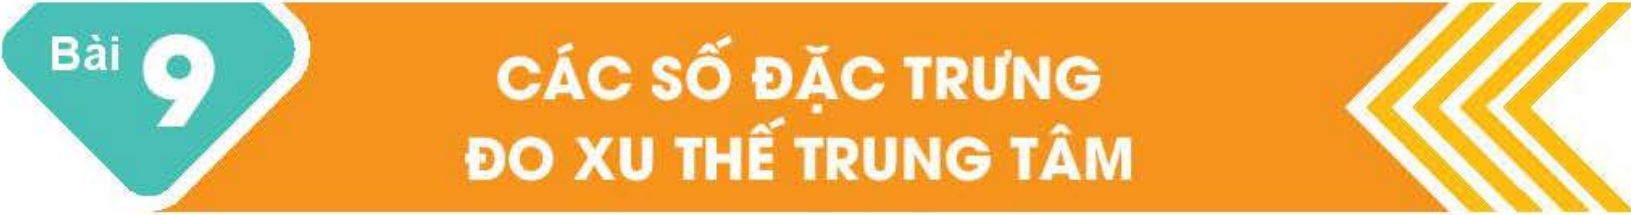 Bài 9
CÁC SỐ ĐẶC TRƯNG
ĐO XU THẾ TRUNG TÂM